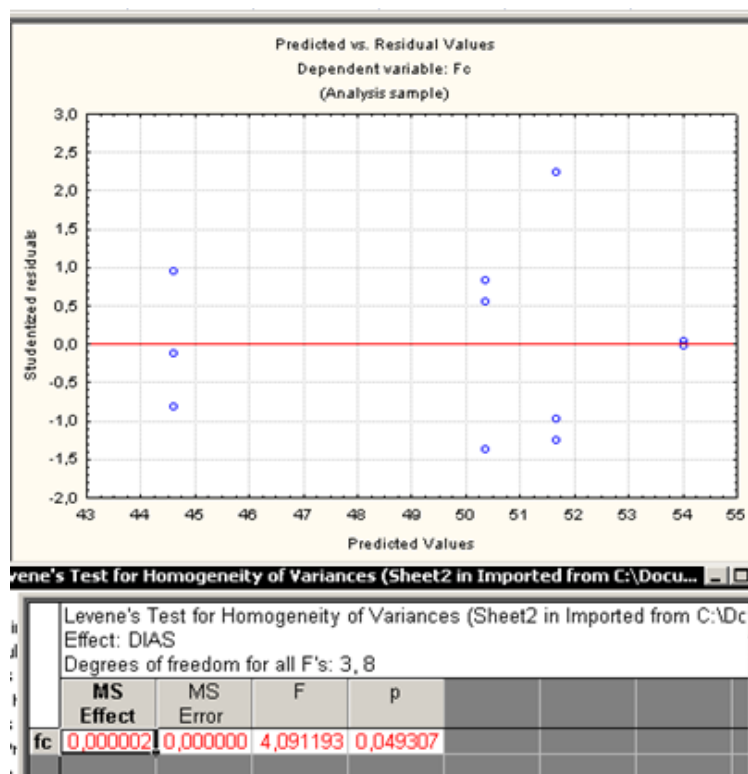 Predicted vs. Residual Values
Dependent variable: Fc
(Analysis sample)
3,0
2,5
2,0
1,5
1,0
0,5
0,0
-0,5
-1,0
-1,5
-2,0
Studentized residuals
43 44 45 46 47 48 49 50 51 52 53 54 55
Predicted Values
vene's Test for Homogeneity of Variances (Sheet2 in Imported from C:\Docu...
Levene's Test for Homogeneity of Variances (Sheet2 in Imported from C:\Dc
Effect: DIAS
Degrees of freedom for all F's: 3, 8
MS Effect MS Error F p
fc 0,000002 0,000000 4,091193 0,049307